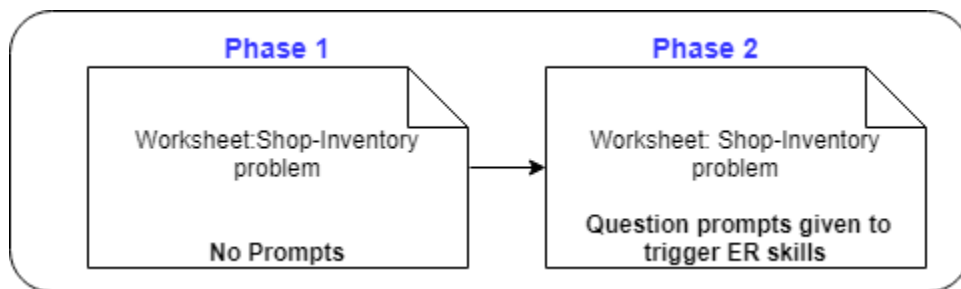 Phase 1
Worksheet:Shop-Inventory
problem
No Prompts
Phase 2
Worksheet: Shop-Inventory
problem
Question prompts given to
trigger ER skills